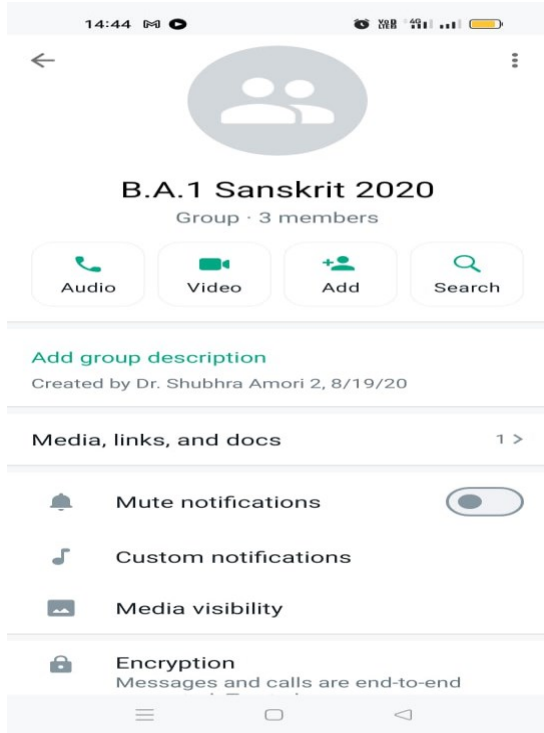 14:44
B.A.1 Sanskrit 2020
Group · 3 members
Audio Video Add Search
Add group description
Created by Dr. Shubhra Amori 2, 8/19/20
Media, links, and docs 1 >
Mute notifications
Custom notifications
Media visibility
Encryption
Messages and calls are end-to-end